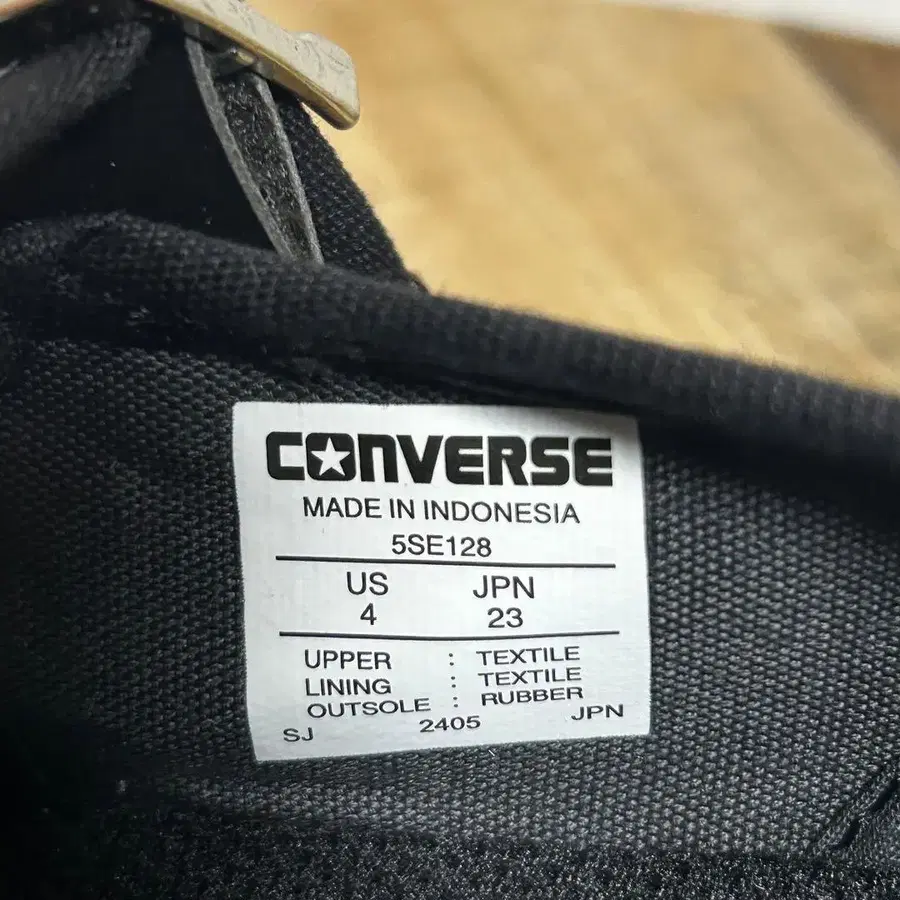 CONVERSE
MADE IN INDONESIA
5SE128
US JPN
4 23
UPPER : TEXTILE
LINING : TEXTILE
OUTSOLE : RUBBER
SJ 2405 JPN